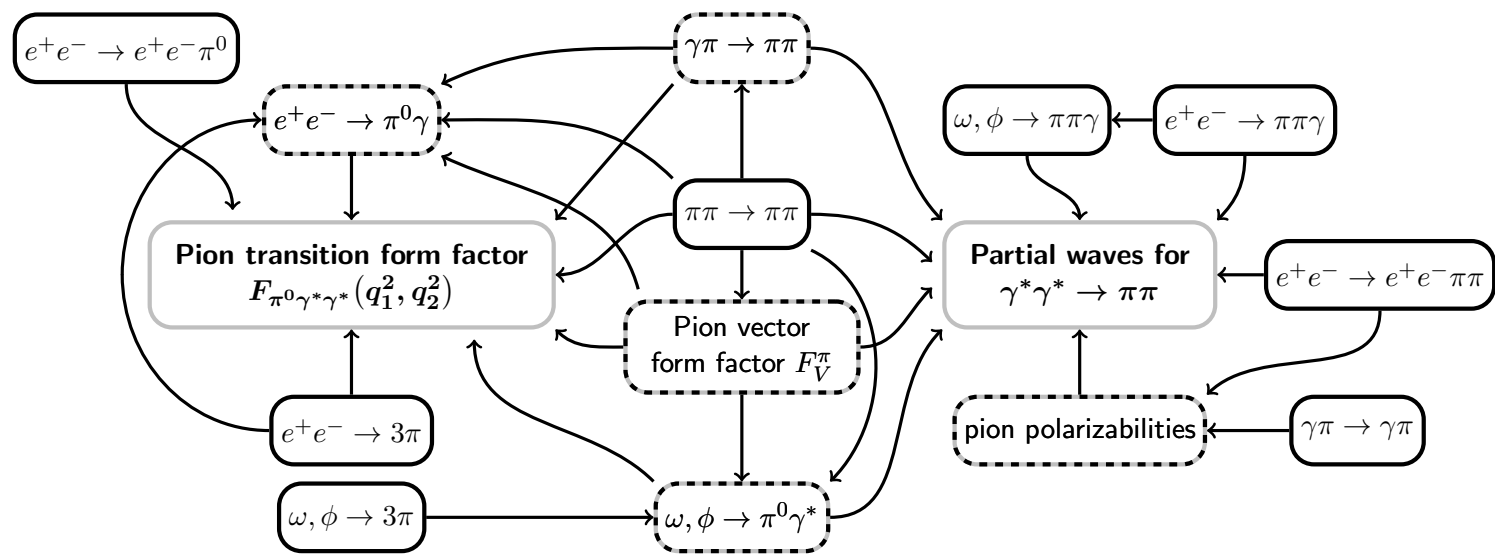 e⁺e⁻ → e⁺e⁻π⁰
γπ → ππ
e⁺e⁻ → π⁰γ
ω, ϕ → ππγ
e⁺e⁻ → ππγ
ππ → ππ
Pion transition form factor
F_{π⁰γ*γ*}(q₁², q₂²)
Partial waves for
γ*γ* → ππ
e⁺e⁻ → e⁺e⁻ππ
Pion vector
form factor F_V^π
e⁺e⁻ → 3π
pion polarizabilities
γπ → γπ
ω, ϕ → 3π
ω, ϕ → π⁰γ*